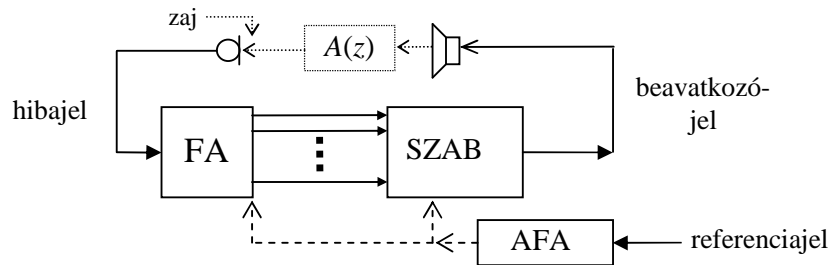 zaj
A(z)
hibajel
beavatkozó-
jel
FA
SZAB
AFA
referenciajel